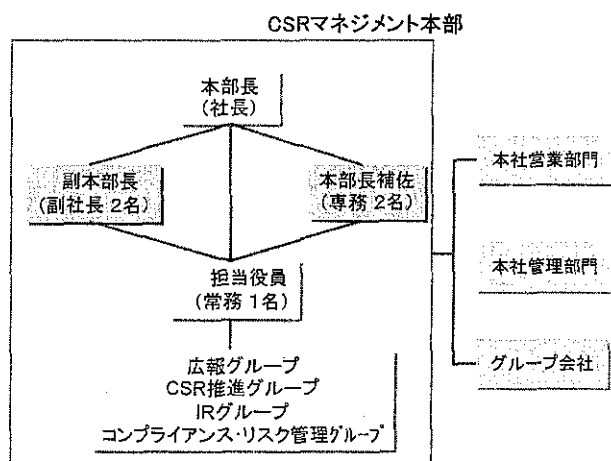 CSRマネジメント本部
本部長
(社長)
副本部長
(副社長 2名)
本部長補佐
(専務 2名)
担当役員
(常務 1名)
広報グループ
CSR推進グループ
IRグループ
コンプライアンス・リスク管理グループ
本社営業部門
本社管理部門
グループ会社